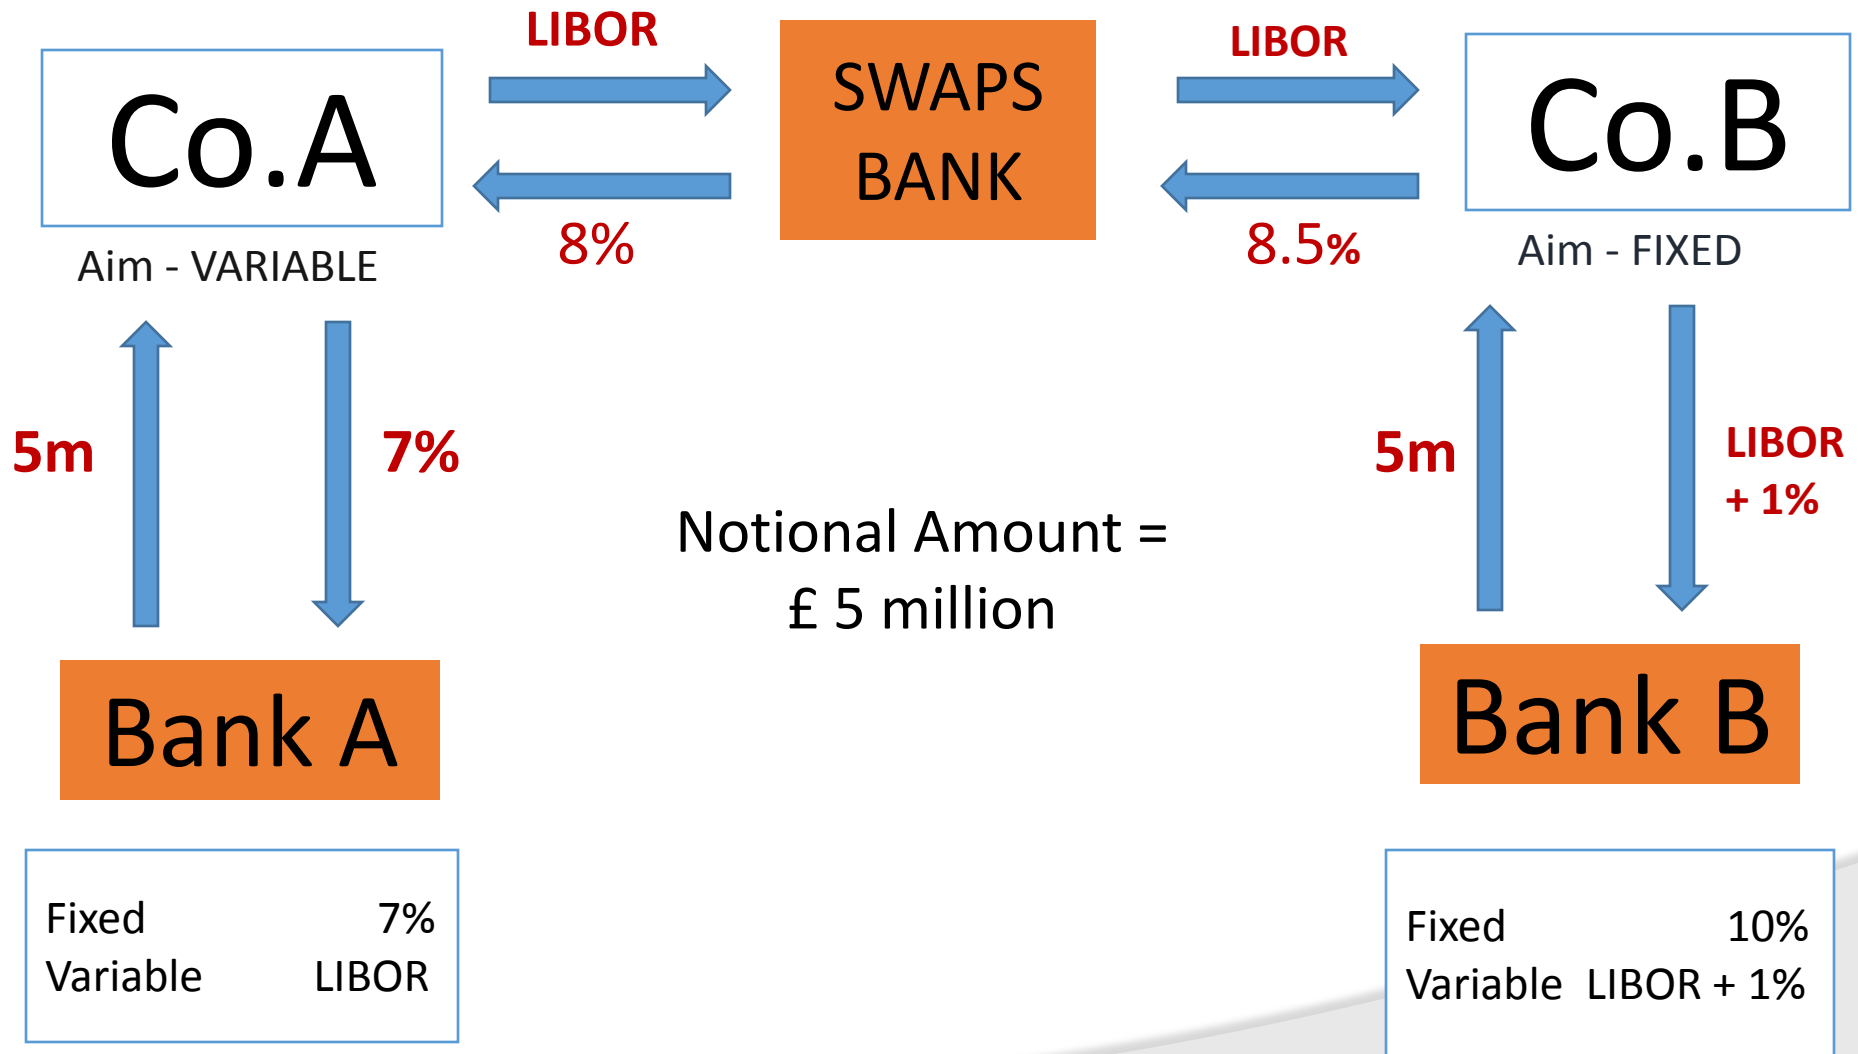 LIBOR
LIBOR
Co.A
SWAPS
BANK
Co.B
8%
8.5%
Aim - VARIABLE
Aim - FIXED
5m
7%
5m
LIBOR
+ 1%
Notional Amount =
£ 5 million
Bank A
Bank B
Fixed 7%
Variable LIBOR
Fixed 10%
Variable LIBOR + 1%